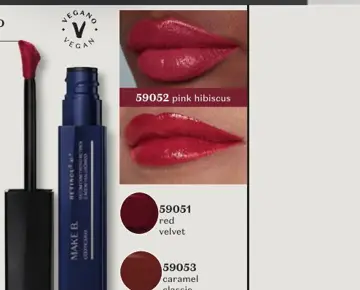 VEGANO
V
VEGAN
59052 pink hibiscus
59051
red
velvet
59053
caramel
classic
MAKE B.